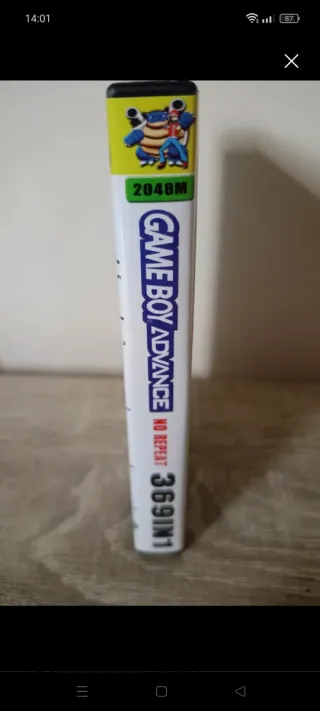 14:01
87
2048M
GAME BOY ADVANCE
NO REPEAT
369IN1